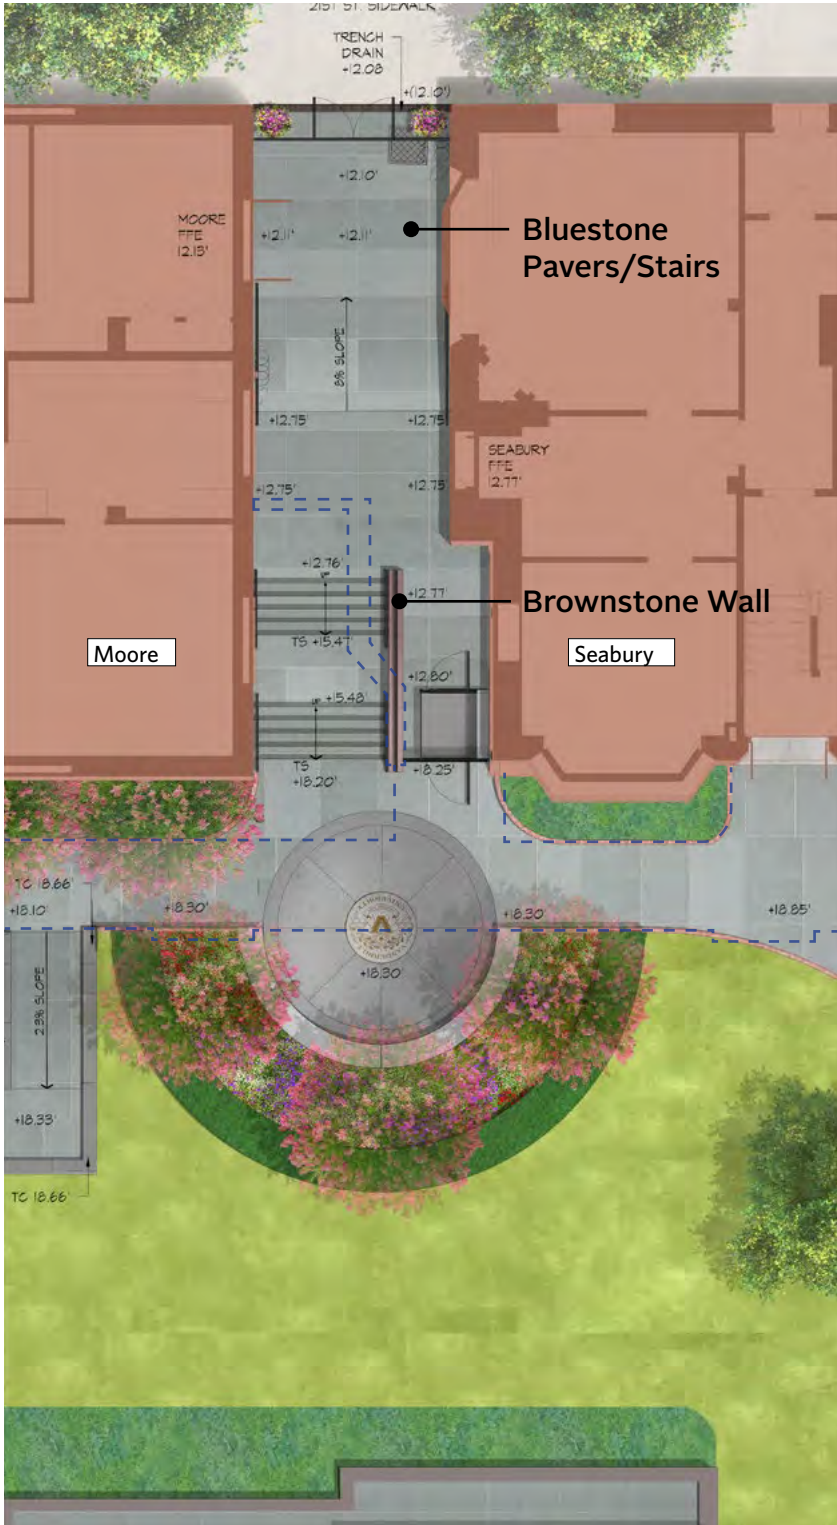 21ST ST. SIDEWALK
TRENCH
DRAIN
+12.08
+(12.10')
+12.10'
MOORE
FFE
12.13'
+12.11'
+12.11'
Bluestone
Pavers/Stairs
8% SLOPE
+12.75'
+12.75'
SEABURY
FFE
12.77'
+12.75'
+12.75'
+12.76'
UP
+12.77'
Brownstone Wall
TS +15.47'
Moore
Seabury
+12.80'
UP
+15.48'
TS
+18.20'
+18.25'
TC 18.66'
+18.10'
+18.30'
+18.30'
+18.85'
+18.30'
2.3% SLOPE
+18.33'
TC 18.66'